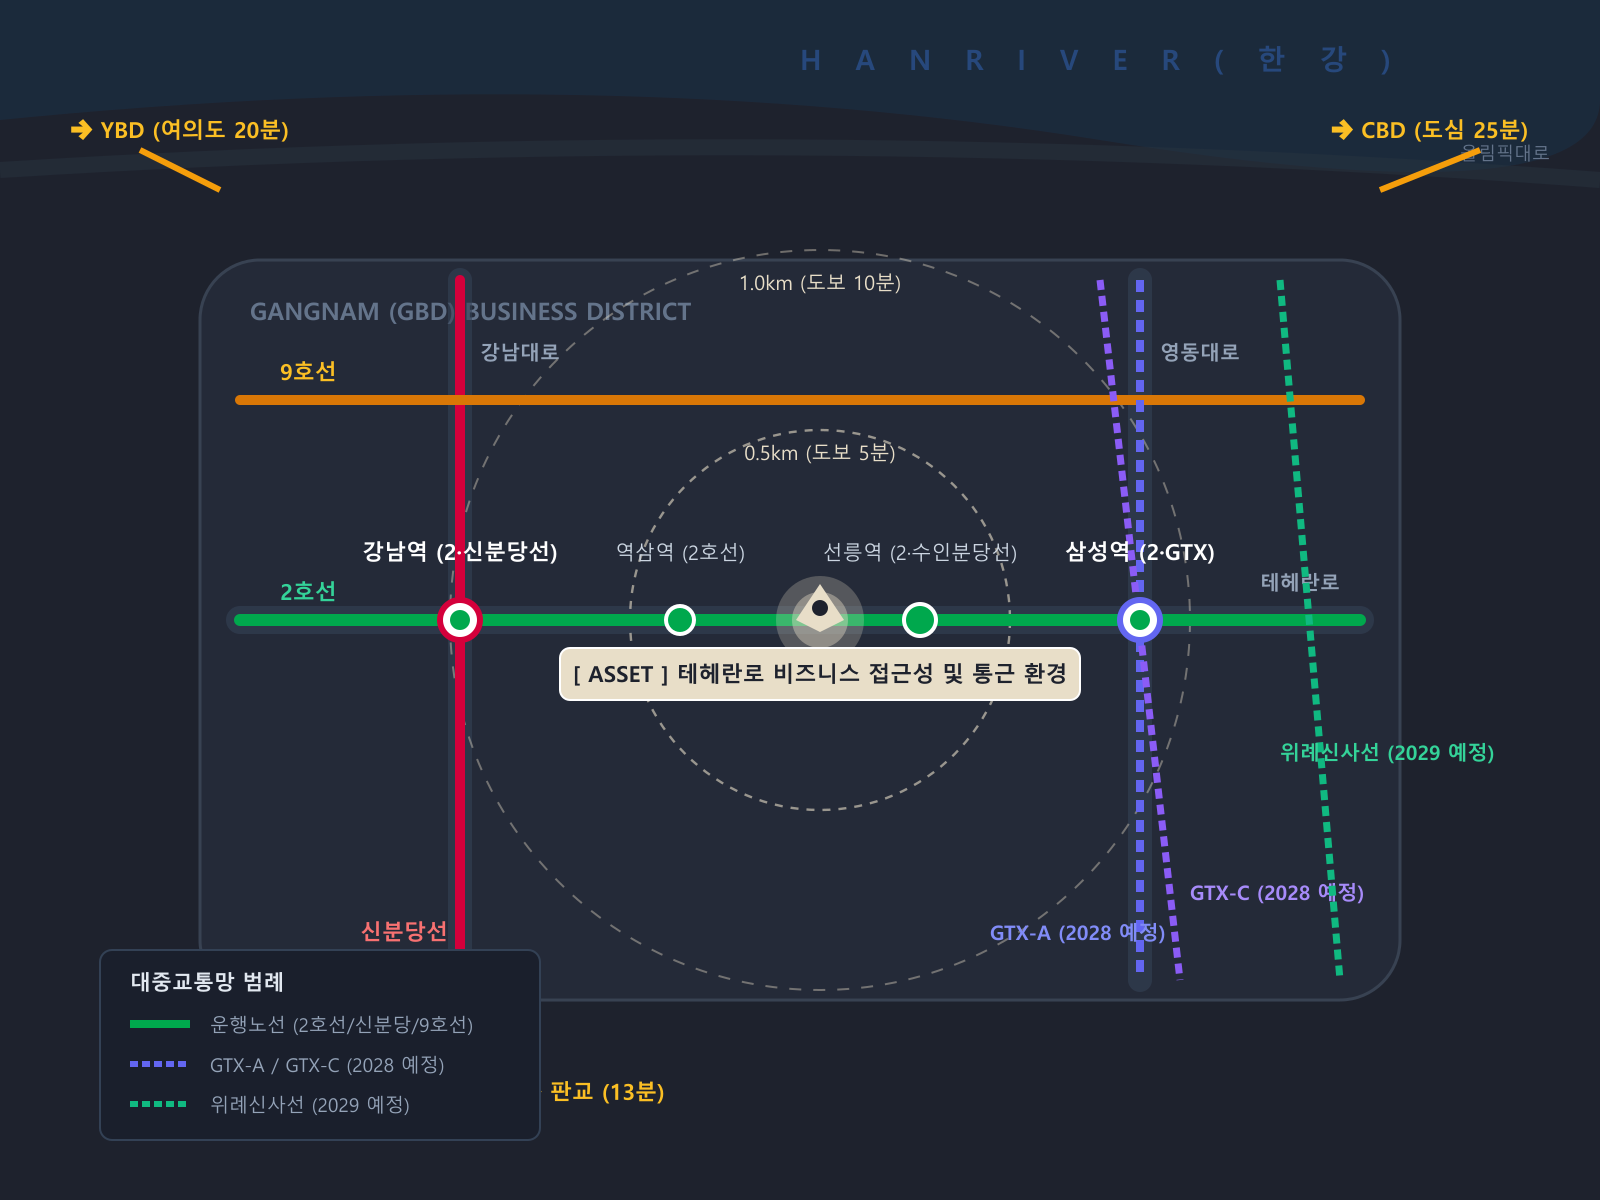 H A N R I V E R ( 한 강 )
➔ YBD (여의도 20분)
➔ CBD (도심 25분)
올림픽대로
1.0km (도보 10분)
GANGNAM (GBD) BUSINESS DISTRICT
강남대로
영동대로
9호선
0.5km (도보 5분)
강남역 (2·신분당선)
역삼역 (2호선)
선릉역 (2·수인분당선)
삼성역 (2·GTX)
2호선
테헤란로
[ ASSET ] 테헤란로 비즈니스 접근성 및 통근 환경
위례신사선 (2029 예정)
GTX-C (2028 예정)
신분당선
GTX-A (2028 예정)
대중교통망 범례
운행노선 (2호선/신분당/9호선)
GTX-A / GTX-C (2028 예정)
판교 (13분)
위례신사선 (2029 예정)